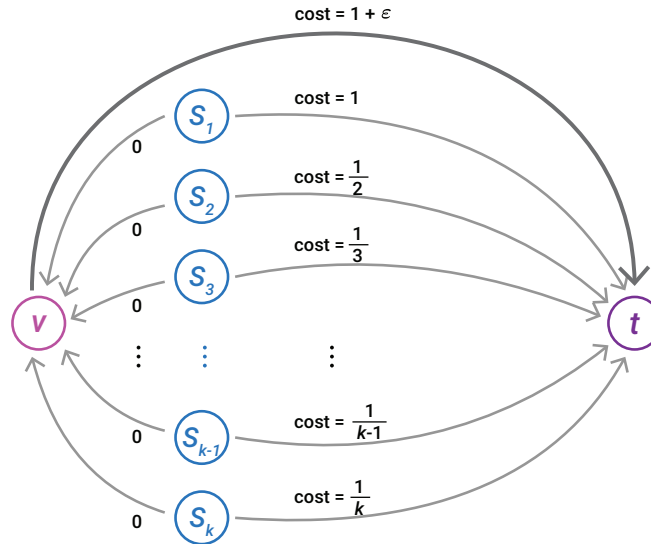 cost = 1 + ε
S1
cost = 1
0
S2
cost = 1/2
0
S3
cost = 1/3
0
v
t
⋮ ⋮ ⋮
Sk-1
cost = 1/k-1
0
Sk
cost = 1/k
0